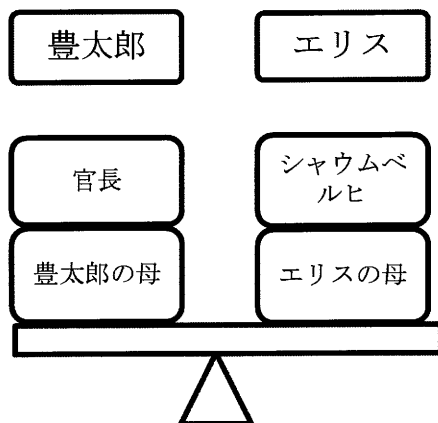 豊太郎
エリス
官長
シャウムベ
ルヒ
豊太郎の母
エリスの母